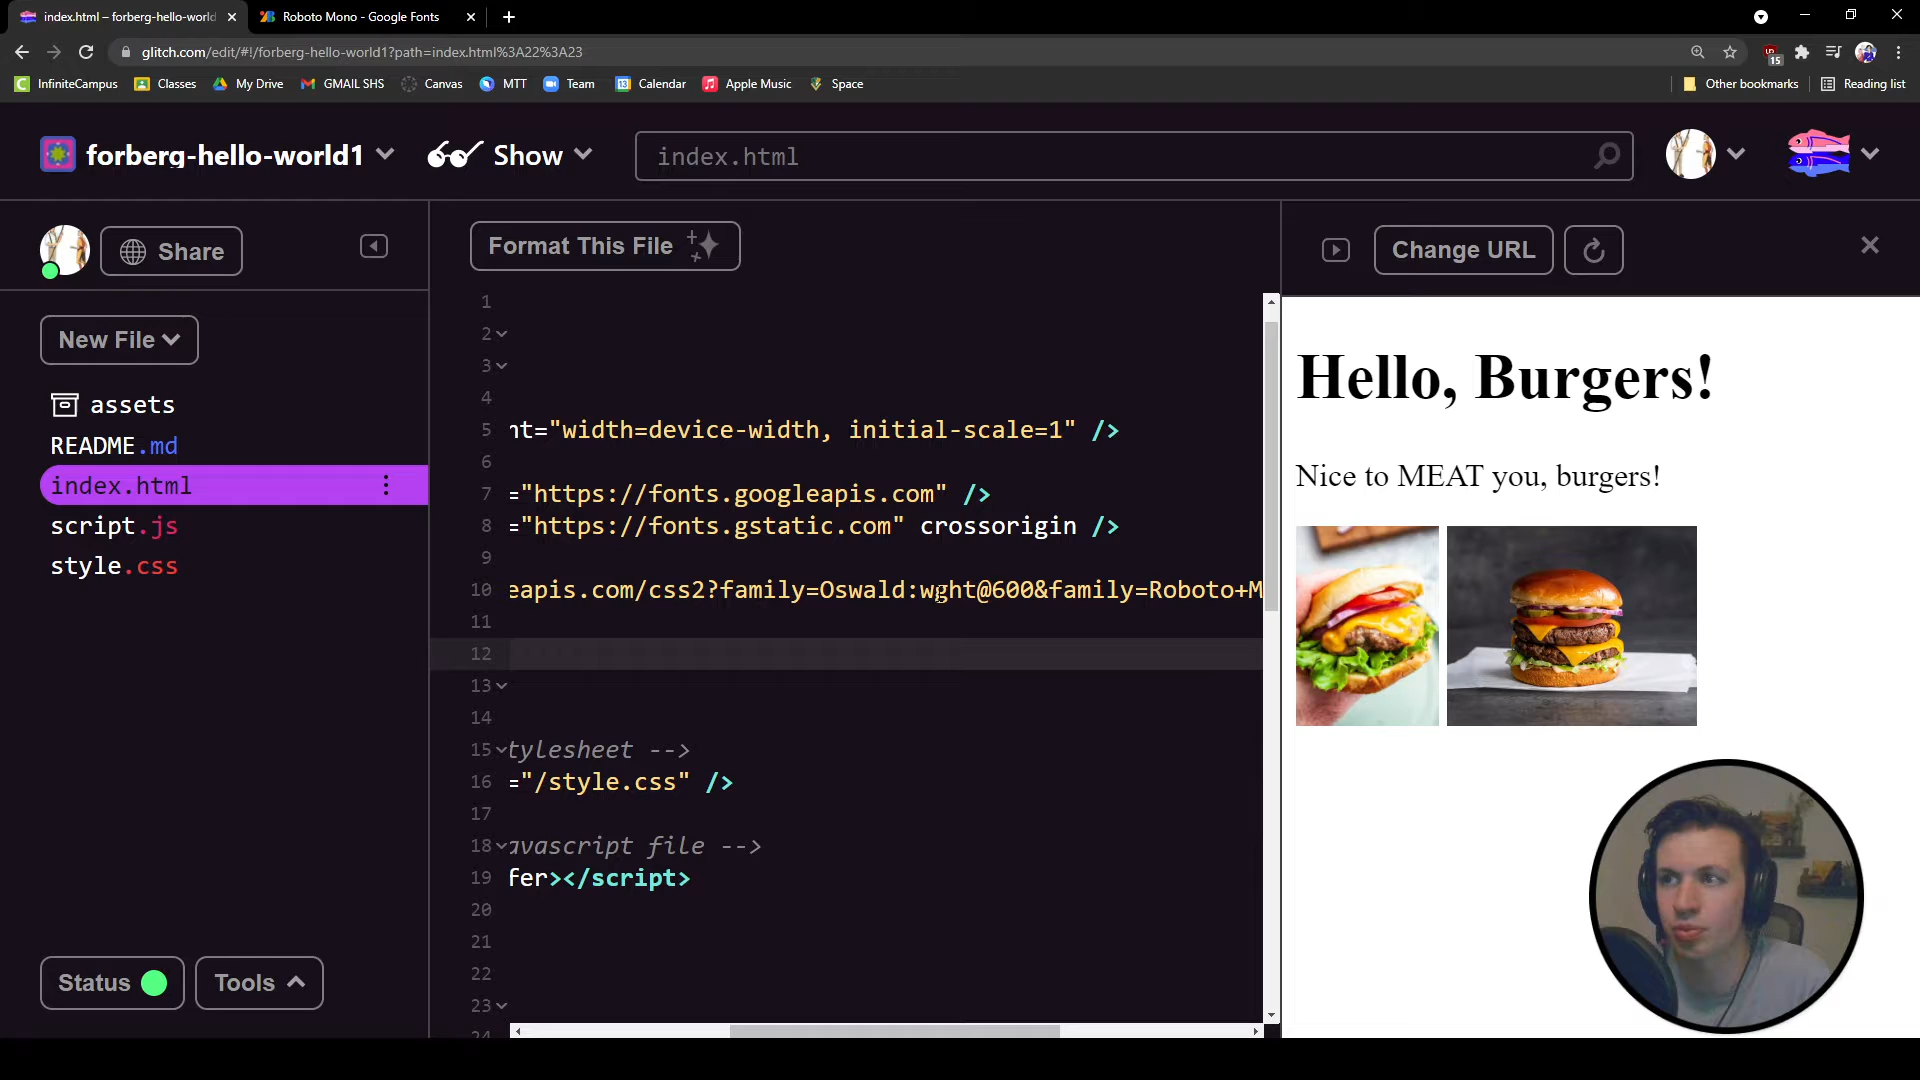 index.html – forberg-hello-world
Roboto Mono - Google Fonts
glitch.com/edit/#!/forberg-hello-world1?path=index.html%3A22%3A23
15
InfiniteCampus
Classes
My Drive
GMAIL SHS
Canvas
MTT
Team
Calendar
Apple Music
Space
Other bookmarks
Reading list
forberg-hello-world1
Show
index.html
Share
Format This File
Change URL
New File
assets
README.md
index.html
script.js
style.css
Status
Tools
1
2
3
4
5 nt="width=device-width, initial-scale=1" />
6
7 ="https://fonts.googleapis.com" />
8 ="https://fonts.gstatic.com" crossorigin />
9
10 eapis.com/css2?family=Oswald:wght@600&family=Roboto+M
11
12
13
14
15 tylesheet -->
16 ="/style.css" />
17
18 avascript file -->
19 fer></script>
20
21
22
23
24
Hello, Burgers!
Nice to MEAT you, burgers!